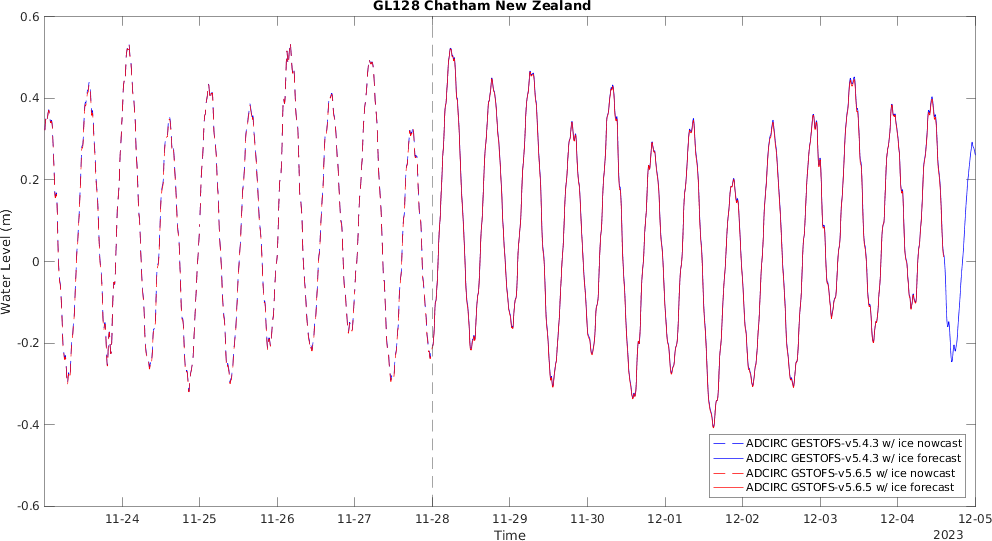 GL128 Chatham New Zealand
0.6
0.4
0.2
0
-0.2
-0.4
-0.6
Water Level (m)
ADCIRC GESTOFS-v5.4.3 w/ ice nowcast
ADCIRC GESTOFS-v5.4.3 w/ ice forecast
ADCIRC GSTOFS-v5.6.5 w/ ice nowcast
ADCIRC GSTOFS-v5.6.5 w/ ice forecast
11-24 11-25 11-26 11-27 11-28 11-29 11-30 12-01 12-02 12-03 12-04 12-05
Time
2023